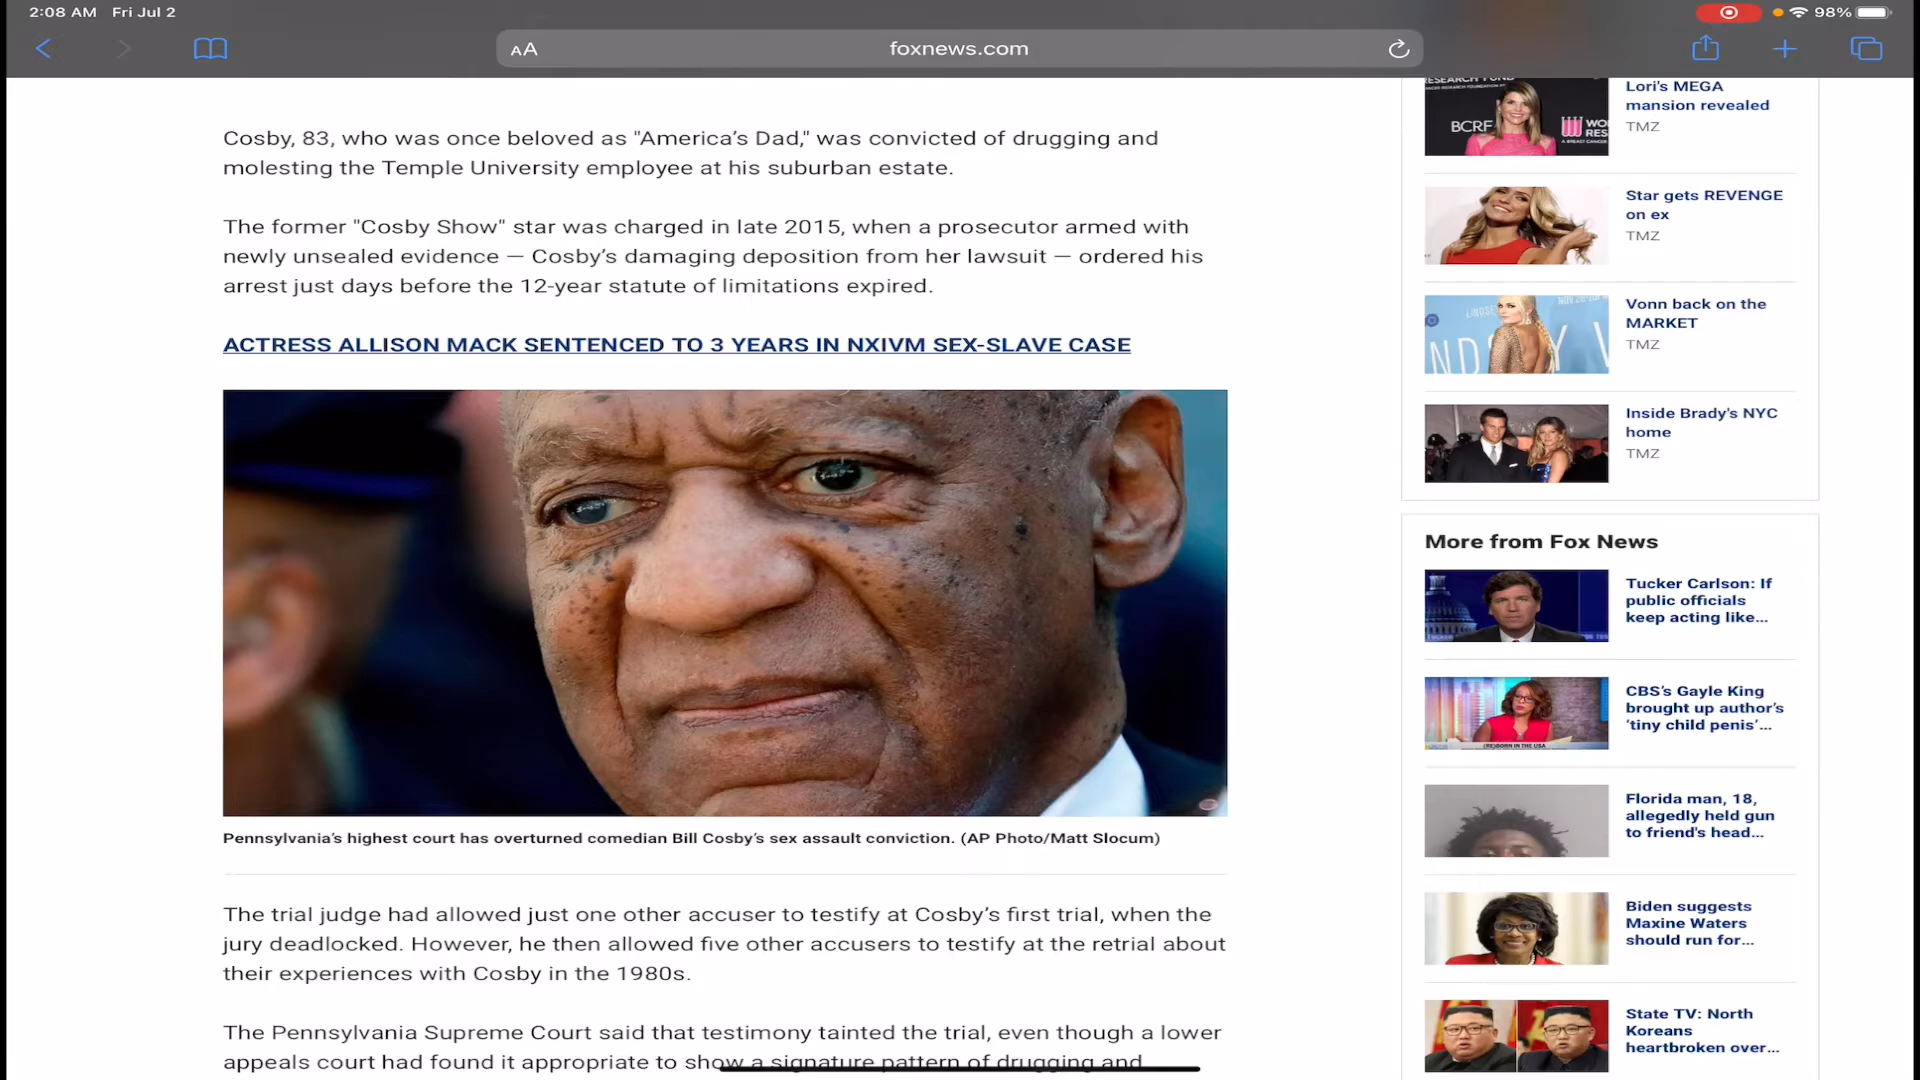 2:08 AM Fri Jul 2
98%
AA
foxnews.com
Cosby, 83, who was once beloved as "America's Dad," was convicted of drugging and
molesting the Temple University employee at his suburban estate.
The former "Cosby Show" star was charged in late 2015, when a prosecutor armed with
newly unsealed evidence — Cosby's damaging deposition from her lawsuit — ordered his
arrest just days before the 12-year statute of limitations expired.
ACTRESS ALLISON MACK SENTENCED TO 3 YEARS IN NXIVM SEX-SLAVE CASE
Pennsylvania's highest court has overturned comedian Bill Cosby's sex assault conviction. (AP Photo/Matt Slocum)
The trial judge had allowed just one other accuser to testify at Cosby's first trial, when the
jury deadlocked. However, he then allowed five other accusers to testify at the retrial about
their experiences with Cosby in the 1980s.
The Pennsylvania Supreme Court said that testimony tainted the trial, even though a lower
appeals court had found it appropriate to show a signature pattern of drugging and
BCRF
Lori's MEGA
mansion revealed
TMZ
Star gets REVENGE
on ex
TMZ
Vonn back on the
MARKET
TMZ
Inside Brady's NYC
home
TMZ
More from Fox News
Tucker Carlson: If
public officials
keep acting like...
CBS's Gayle King
brought up author's
'tiny child penis'...
(RE)BORN IN THE USA
Florida man, 18,
allegedly held gun
to friend's head...
Biden suggests
Maxine Waters
should run for...
State TV: North
Koreans
heartbroken over...